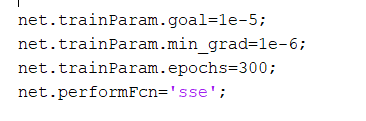 net.trainParam.goal=1e-5;
net.trainParam.min_grad=1e-6;
net.trainParam.epochs=300;
net.performFcn='sse';